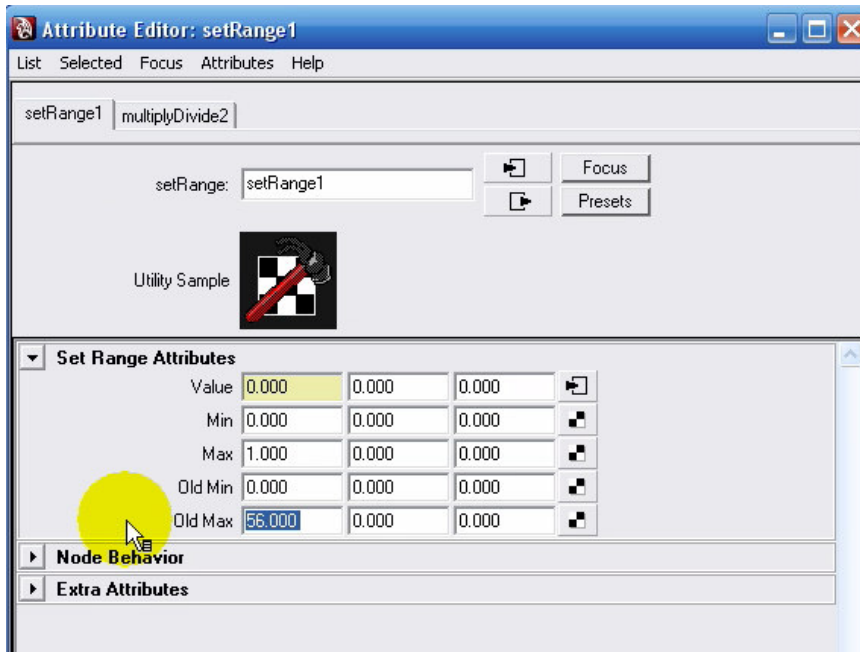 Attribute Editor: setRange1
List Selected Focus Attributes Help
setRange1 multiplyDivide2
setRange: setRange1 Focus
Presets
Utility Sample
Set Range Attributes
Value 0.000 0.000 0.000
Min 0.000 0.000 0.000
Max 1.000 0.000 0.000
Old Min 0.000 0.000 0.000
Old Max 56.000 0.000 0.000
Node Behavior
Extra Attributes